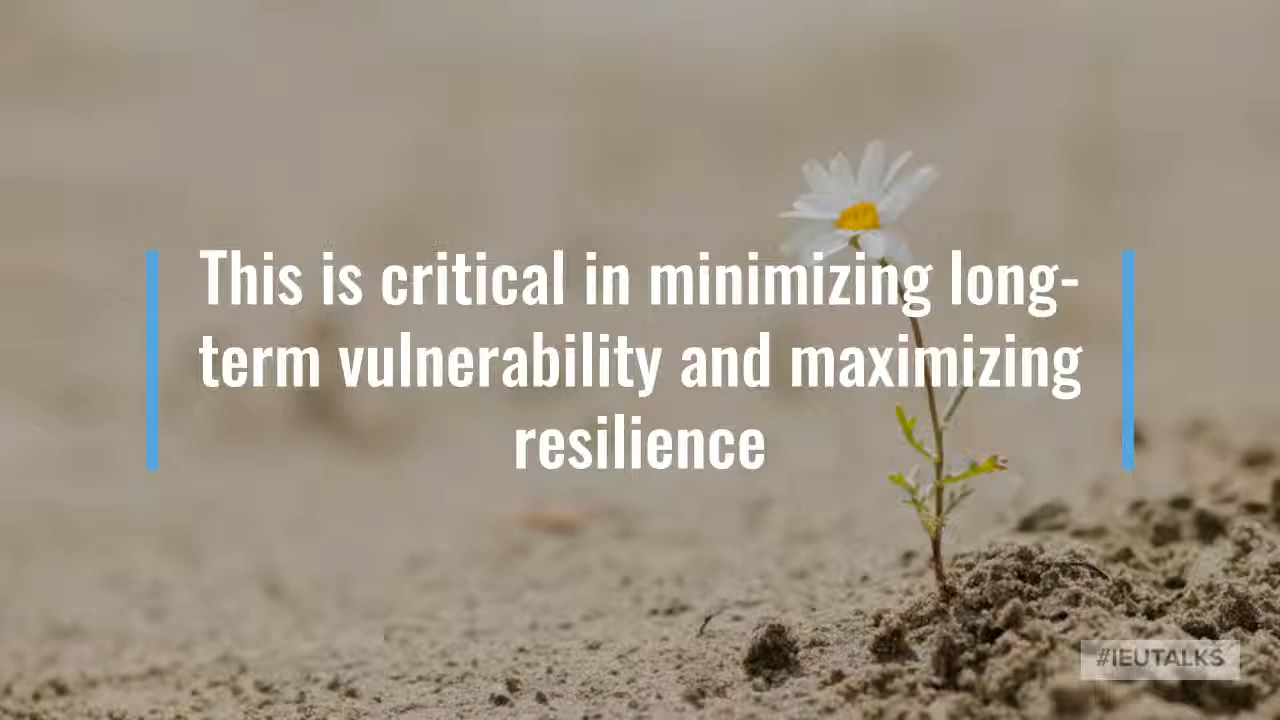 This is critical in minimizing long-
term vulnerability and maximizing
resilience
#IEUTALKS